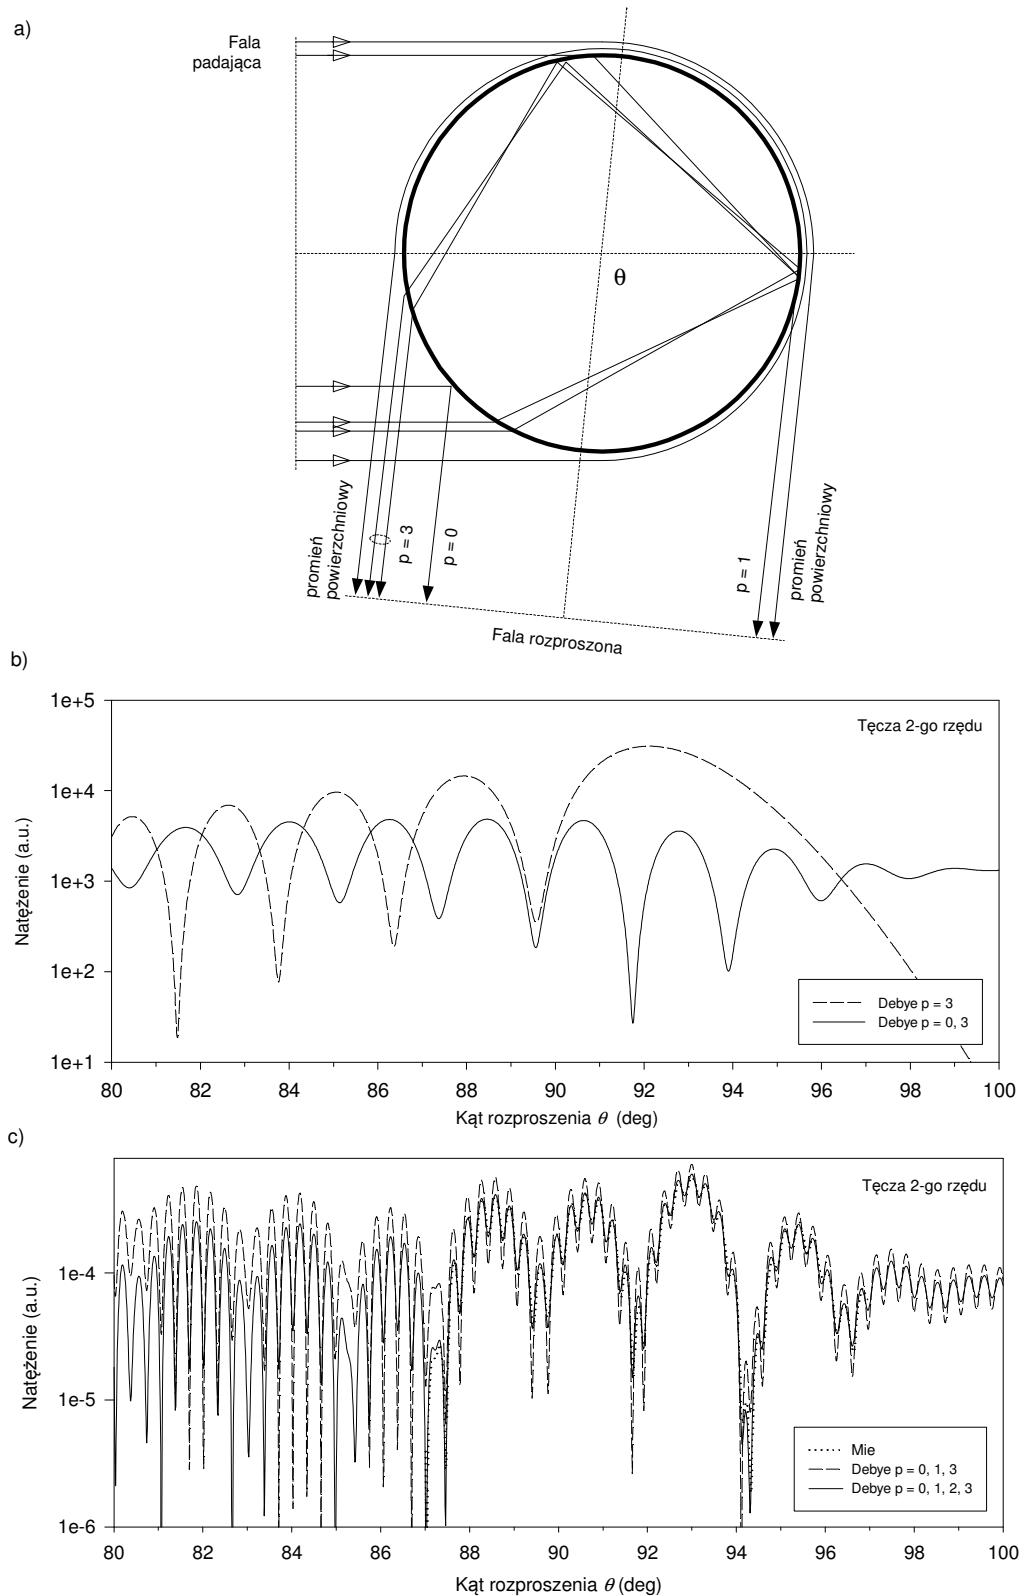 a)
Fala
padająca
θ
promień
powierzchniowy
p = 3
p = 0
p = 1
promień
powierzchniowy
Fala rozproszona
b)
Tęcza 2-go rzędu
Natężenie (a.u.)
1e+5
1e+4
1e+3
1e+2
1e+1
Debye p = 3
Debye p = 0, 3
80 82 84 86 88 90 92 94 96 98 100
Kąt rozproszenia θ (deg)
c)
Tęcza 2-go rzędu
Natężenie (a.u.)
1e-4
1e-5
1e-6
Mie
Debye p = 0, 1, 3
Debye p = 0, 1, 2, 3
80 82 84 86 88 90 92 94 96 98 100
Kąt rozproszenia θ (deg)